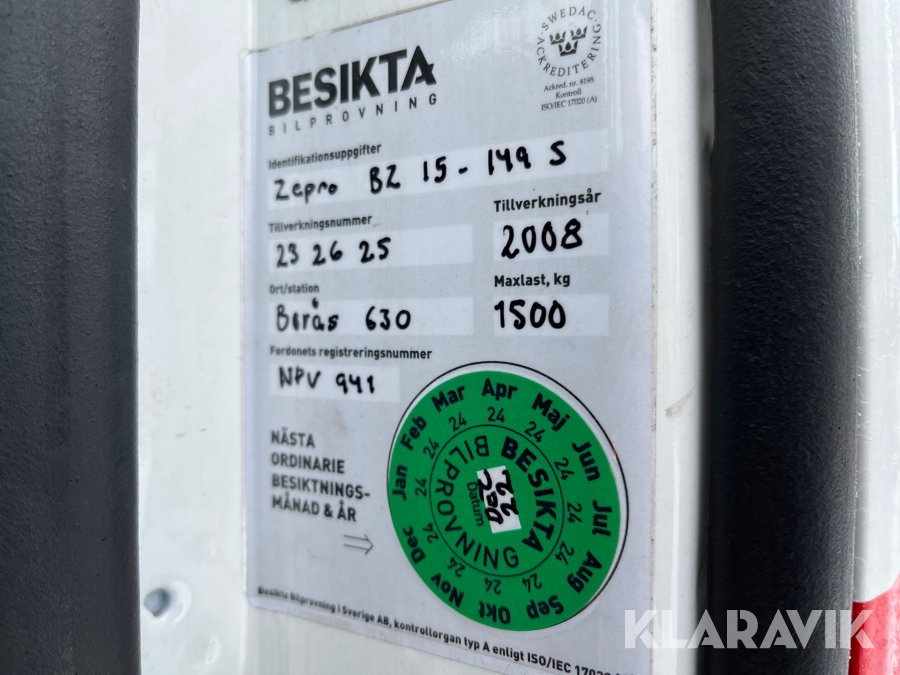 BESIKTA
BILPROVNING
SWEDAC
ACKREDITERING
Ackred. nr. 8195
Kontroll
ISO/IEC 17020 (A)
Identifikationsuppgifter
Zepro BZ 15-149 S
Tillverkningsnummer
23 26 25
Tillverkningsår
2008
Ort/station
Borås 630
Maxlast, kg
1500
Fordonets registreringsnummer
NPV 941
NÄSTA
ORDINARIE
BESIKTNINGS-
MÅNAD & ÅR
Jan Feb Mar Apr Maj Jun Jul Aug Sep Okt Nov Dec
24 24 24 24 24 24 24 24 24 24 24 24
BESIKTA
BILPROVNING
Datum
Dec
22
Besikta Bilprovning i Sverige AB, kontrollorgan typ A enligt ISO/IEC 17020
KLARAVIK